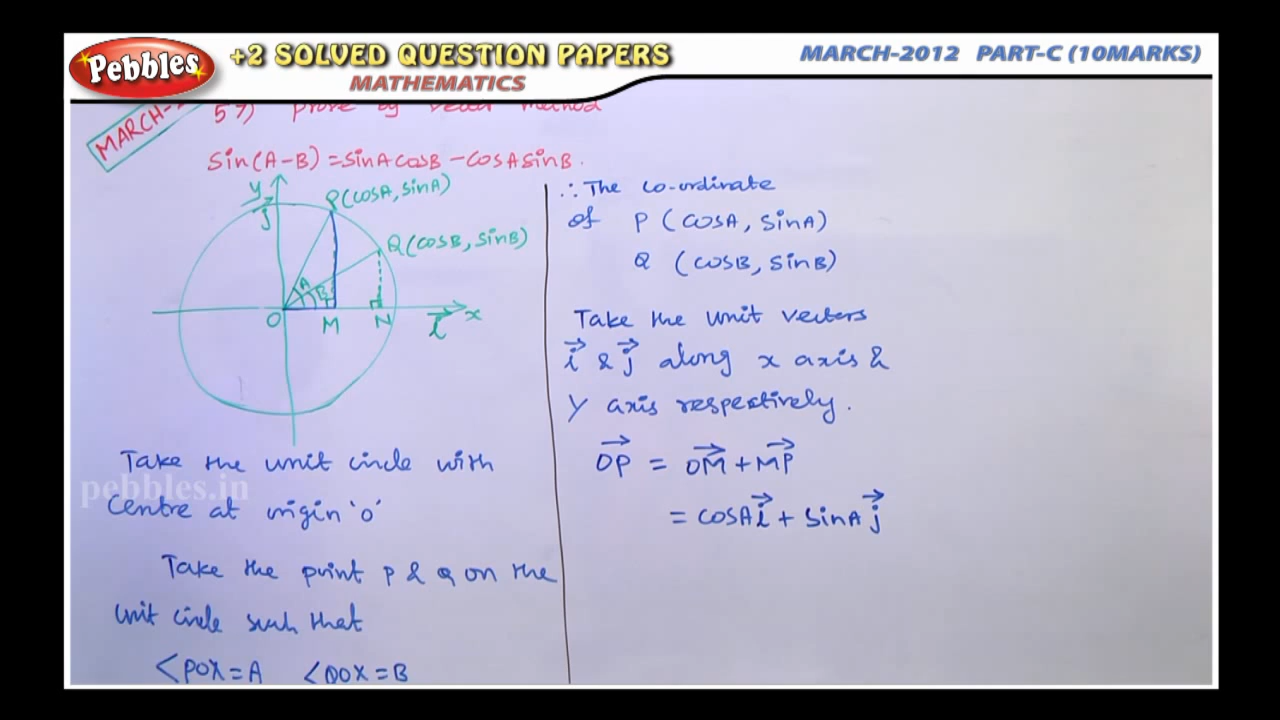 Pebbles
+2 SOLVED QUESTION PAPERS
MATHEMATICS
MARCH-2012 PART-C (10MARKS)
MARCH-
57) Prove by vector method
Sin(A-B) = SinA cosB - cosA sinB.
y
j
P(cosA, sinA)
Q(cosB, sinB)
A
B
O M N i x
Take the unit circle with
pebbles.in
Centre at origin 'o'
Take the point P & Q on the
unit circle such that
<POX = A <QOX = B
∴ The co-ordinate
of P (cosA, sinA)
Q (cosB, sinB)
Take the unit vectors
i⃗ & j⃗ along x axis &
Y axis respectively.
OP⃗ = OM⃗ + MP⃗
= cosA i⃗ + sinA j⃗